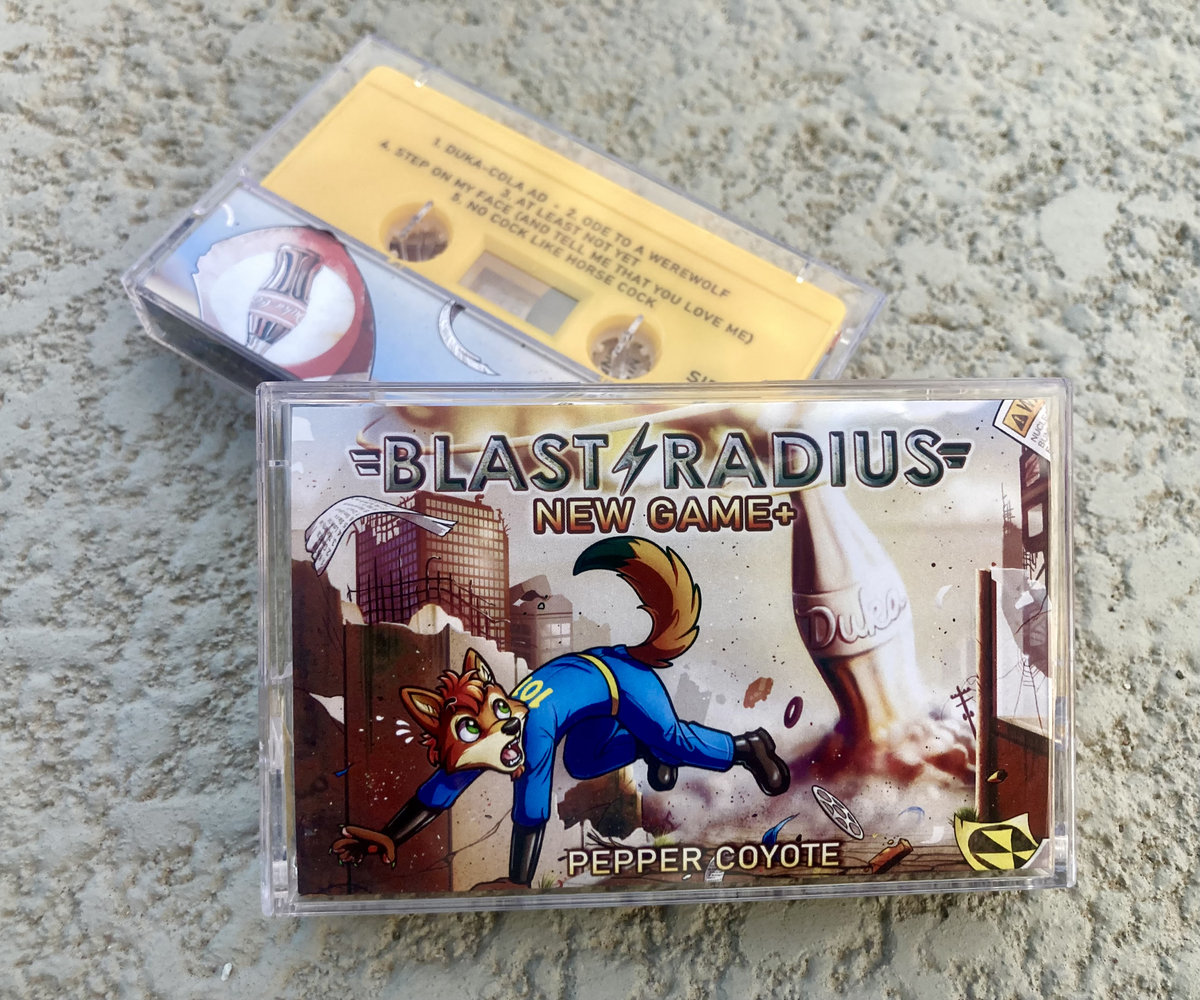 1. DUKA-COLA AD - 2. ODE TO A WEREWOLF
3. AT LEAST NOT YET
4. STEP ON MY FACE (AND TELL ME THAT YOU LOVE ME)
5. NO COCK LIKE HORSE COCK
BLAST RADIUS
NEW GAME+
Duka
101
PEPPER COYOTE